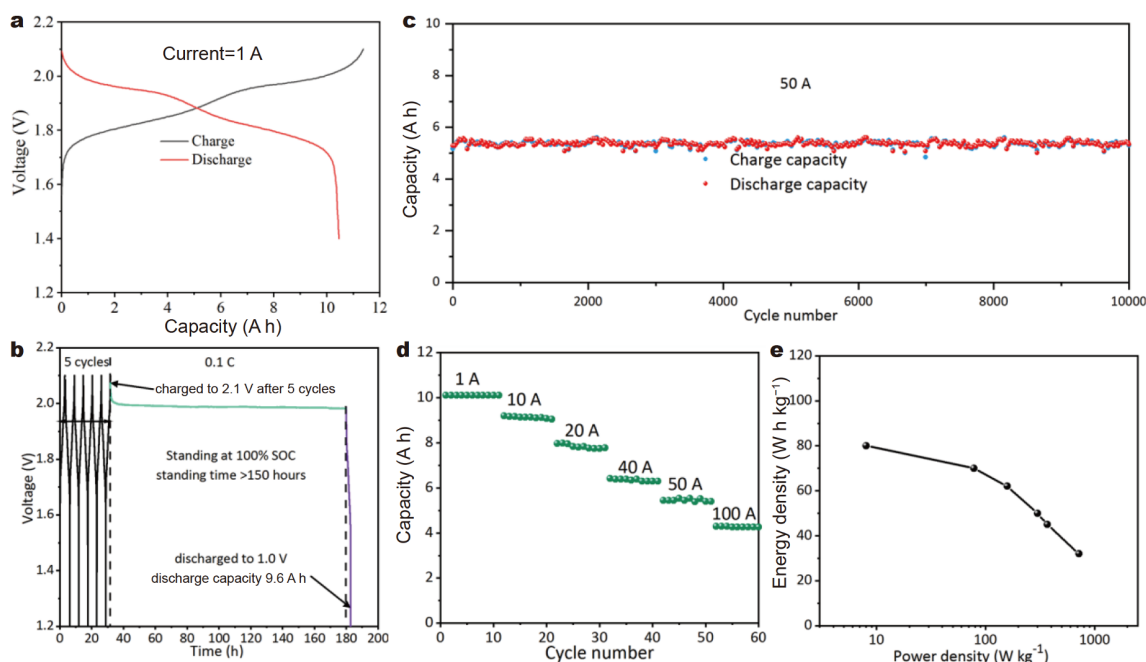 a
Current=1 A
Charge
Discharge
2.2
2.0
1.8
1.6
1.4
1.2
Voltage (V)
0 2 4 6 8 10 12
Capacity (A h)
c
50 A
Charge capacity
Discharge capacity
10
8
6
4
2
0
Capacity (A h)
0 2000 4000 6000 8000 10000
Cycle number
b
5 cycles
0.1 C
charged to 2.1 V after 5 cycles
Standing at 100% SOC
standing time >150 hours
discharged to 1.0 V
discharge capacity 9.6 A h
2.2
2.0
1.8
1.6
1.4
1.2
Voltage (V)
0 20 40 60 80 100 120 140 160 180 200
Time (h)
d
1 A
10 A
20 A
40 A
50 A
100 A
12
10
8
6
4
2
0
Capacity (A h)
0 10 20 30 40 50 60
Cycle number
e
120
100
80
60
40
20
0
Energy density (W h kg⁻¹)
10 100 1000
Power density (W kg⁻¹)